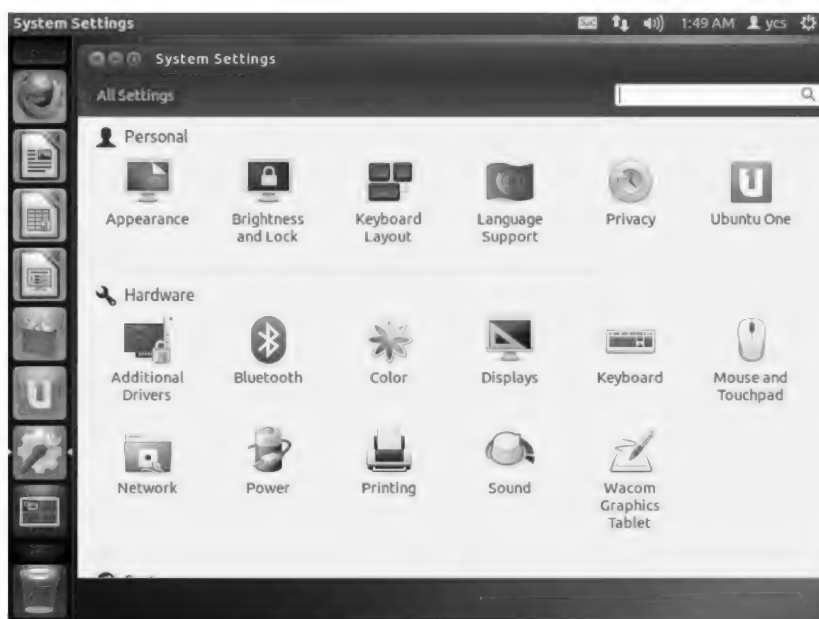 System Settings
1:49 AM ycs
System Settings
All Settings
Personal
Appearance
Brightness
and Lock
Keyboard
Layout
Language
Support
Privacy
Ubuntu One
Hardware
Additional
Drivers
Bluetooth
Color
Displays
Keyboard
Mouse and
Touchpad
Network
Power
Printing
Sound
Wacom
Graphics
Tablet